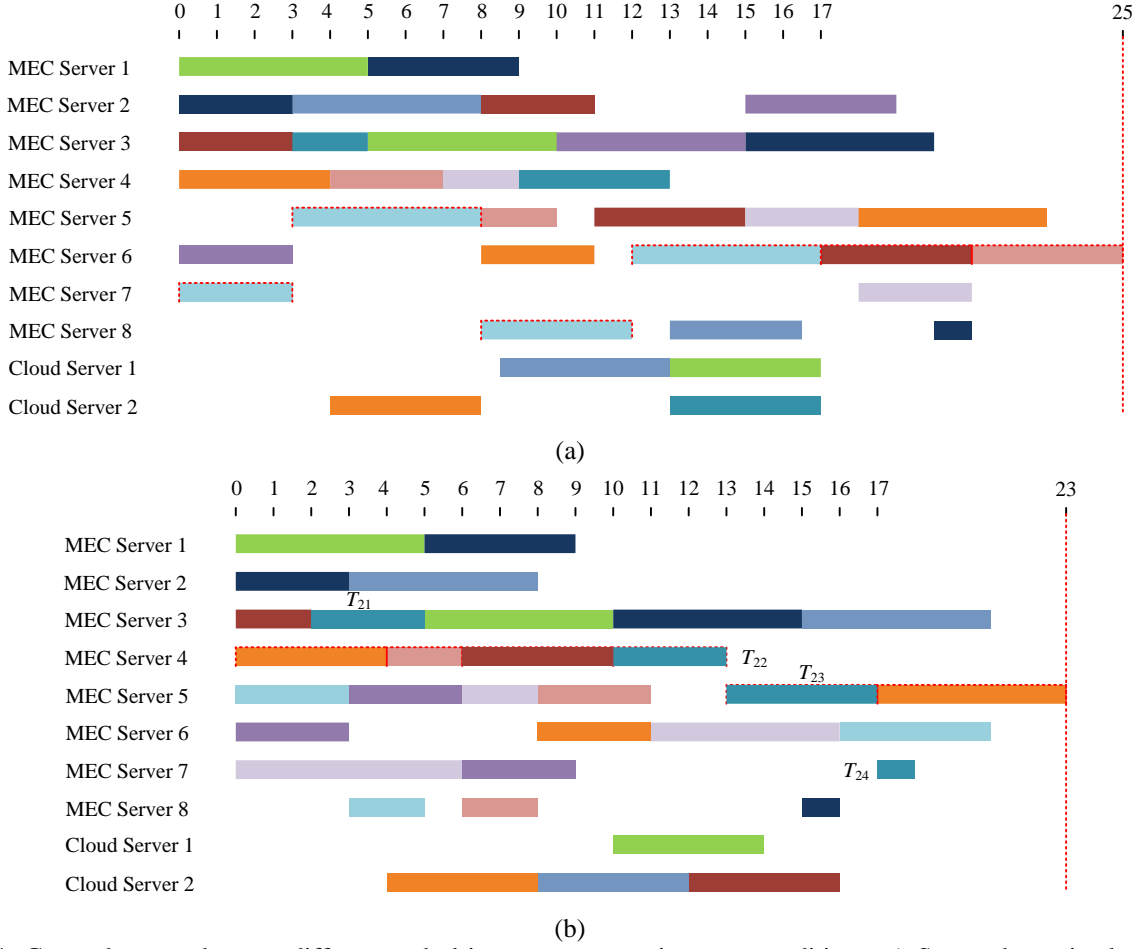 0 1 2 3 4 5 6 7 8 9 10 11 12 13 14 15 16 17 25
MEC Server 1
MEC Server 2
MEC Server 3
MEC Server 4
MEC Server 5
MEC Server 6
MEC Server 7
MEC Server 8
Cloud Server 1
Cloud Server 2
(a)
0 1 2 3 4 5 6 7 8 9 10 11 12 13 14 15 16 17 23
MEC Server 1
MEC Server 2
T21
MEC Server 3
MEC Server 4 T22
T23
MEC Server 5
MEC Server 6
MEC Server 7 T24
MEC Server 8
Cloud Server 1
Cloud Server 2
(b)